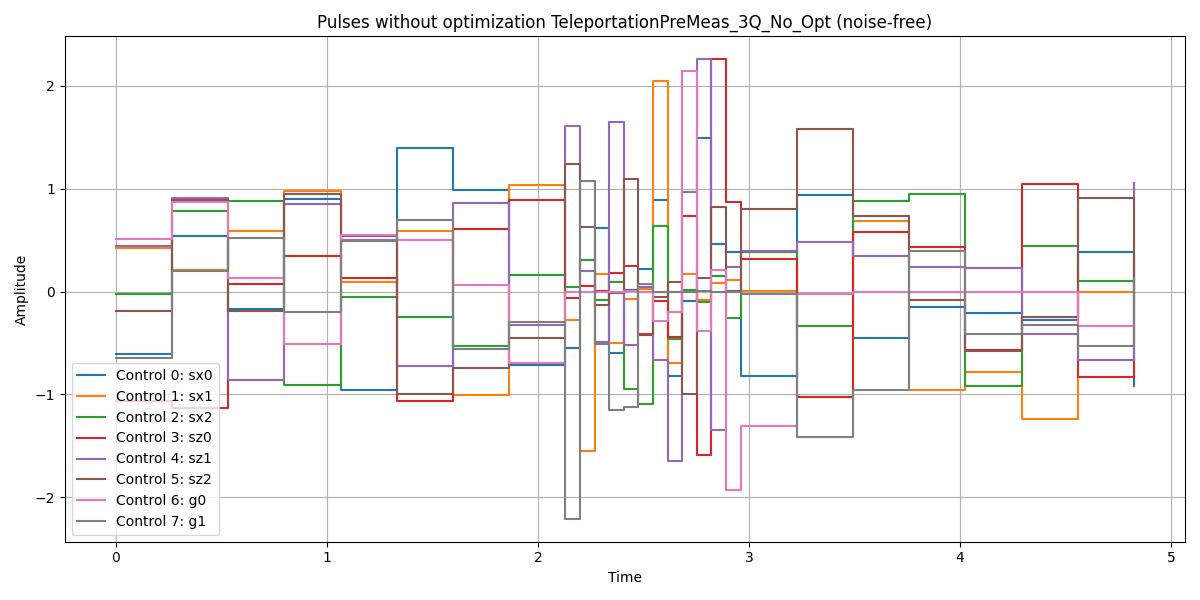 Pulses without optimization TeleportationPreMeas_3Q_No_Opt (noise-free)
Amplitude
2
1
0
−1
−2
Control 0: sx0
Control 1: sx1
Control 2: sx2
Control 3: sz0
Control 4: sz1
Control 5: sz2
Control 6: g0
Control 7: g1
0 1 2 3 4 5
Time